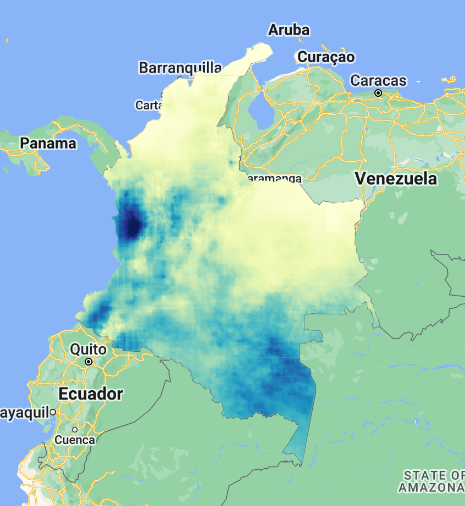 Aruba
Curaçao
Barranquilla
Caracas
Carta
Panama
aramanga
Venezuela
Quito
Ecuador
ayaquil
Cuenca
STATE OF
AMAZONA